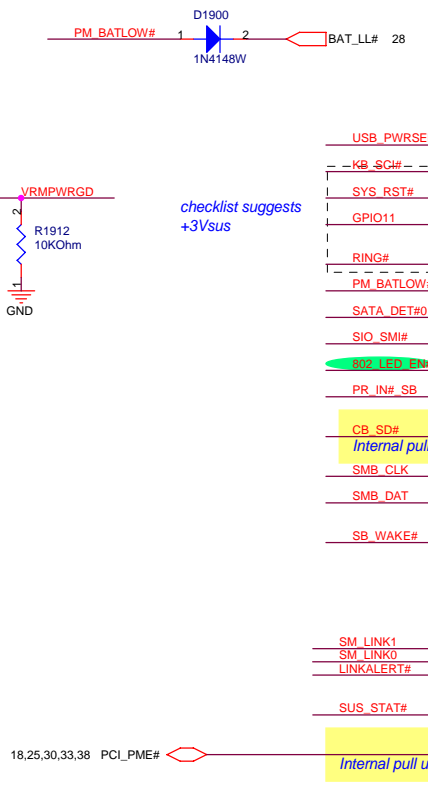 D1900
PM_BATLOW# 1 2 BAT_LL# 28
1N4148W
USB_PWRSE
KB_SCI#
VRMPWRGD
SYS_RST#
checklist suggests
+3Vsus
GPIO11
2
R1912
10KOhm
RING#
1
GND
PM_BATLOW#
SATA_DET#0
SIO_SMI#
802_LED_EN#
PR_IN#_SB
CB_SD#
Internal pull
SMB_CLK
SMB_DAT
SB_WAKE#
SM_LINK1
SM_LINK0
LINKALERT#
SUS_STAT#
18,25,30,33,38 PCI_PME#
Internal pull u